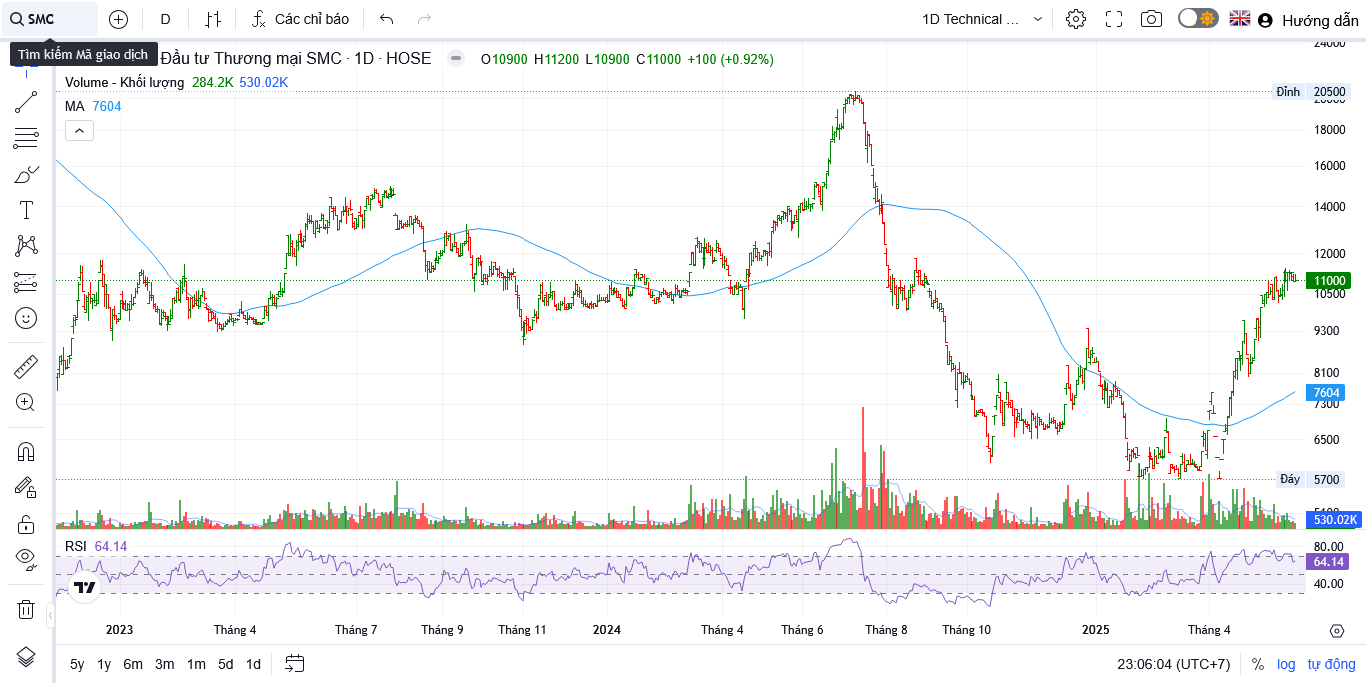 SMC D Các chỉ báo 1D Technical ... Hướng dẫn
Tìm kiếm Mã giao dịch
Đầu tư Thương mại SMC · 1D · HOSE O10900 H11200 L10900 C11000 +100 (+0.92%)
Volume - Khối lượng 284.2K 530.02K
MA 7604
24000
Đỉnh 20500
20000
18000
16000
14000
12000
11000
10500
9300
8100
7604
7300
6500
Đáy 5700
5100
530.02K
RSI 64.14
80.00
64.14
40.00
2023 Tháng 4 Tháng 7 Tháng 9 Tháng 11 2024 Tháng 4 Tháng 6 Tháng 8 Tháng 10 2025 Tháng 4
5y 1y 6m 3m 1m 5d 1d 23:06:04 (UTC+7) % log tự động